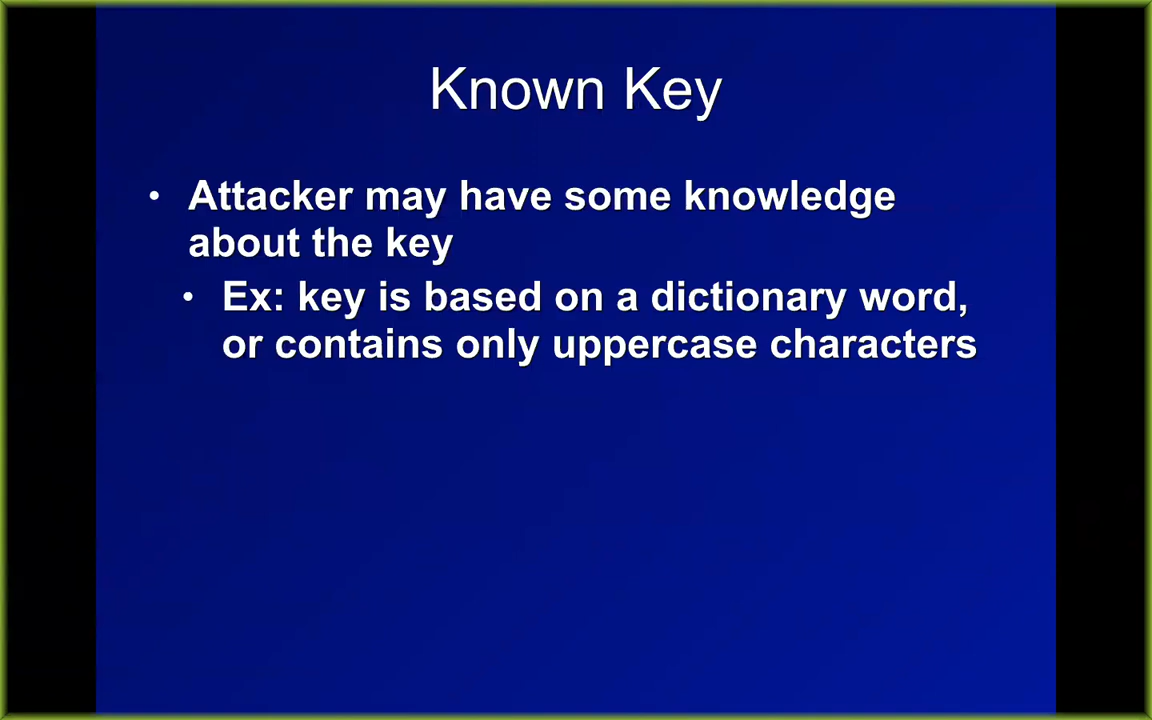 Known Key
• Attacker may have some knowledge
about the key
• Ex: key is based on a dictionary word,
or contains only uppercase characters